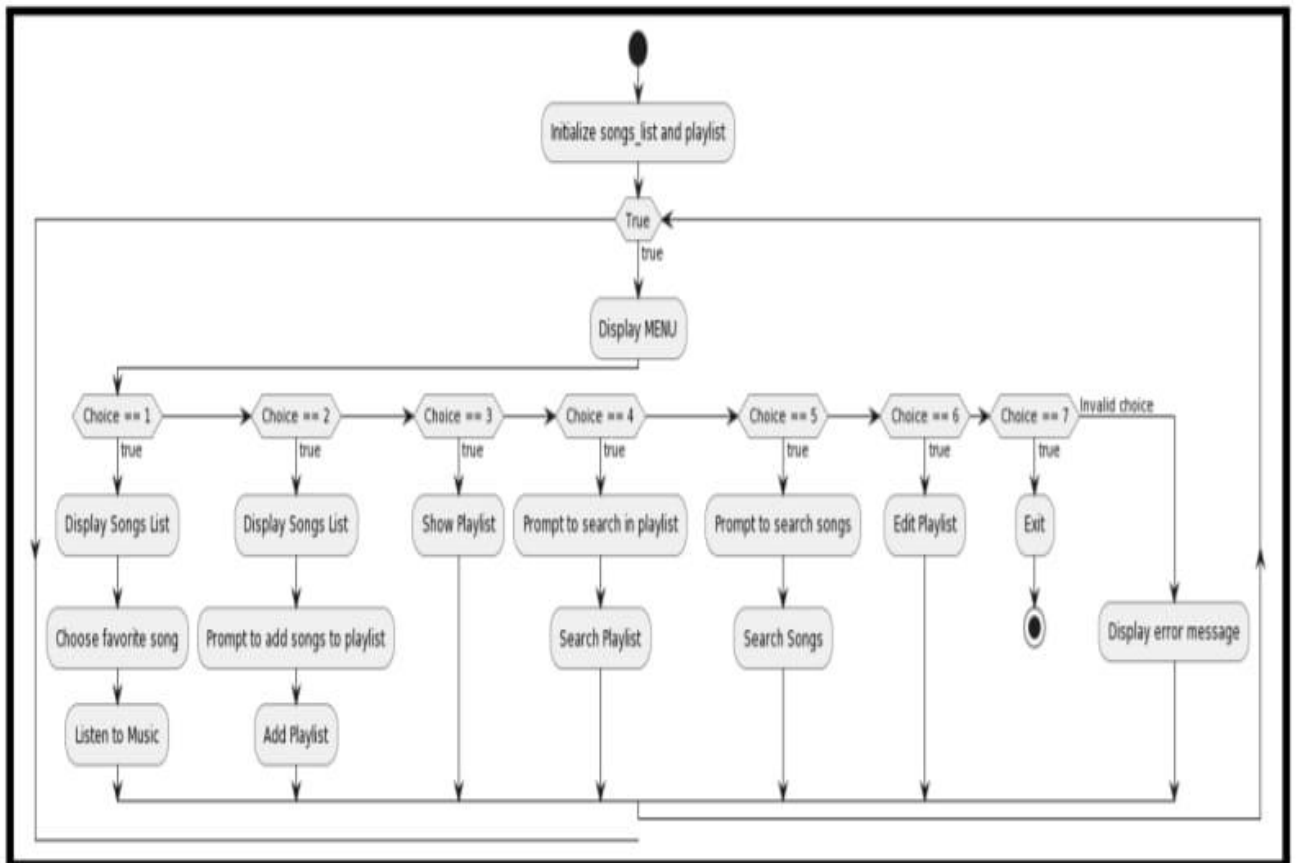 Initialize songs_list and playlist
True
true
Display MENU
Choice == 1
Choice == 2
Choice == 3
Choice == 4
Choice == 5
Choice == 6
Choice == 7
Invalid choice
true
true
true
true
true
true
true
Display Songs List
Display Songs List
Show Playlist
Prompt to search in playlist
Prompt to search songs
Edit Playlist
Exit
Choose favorite song
Prompt to add songs to playlist
Search Playlist
Search Songs
Display error message
Listen to Music
Add Playlist